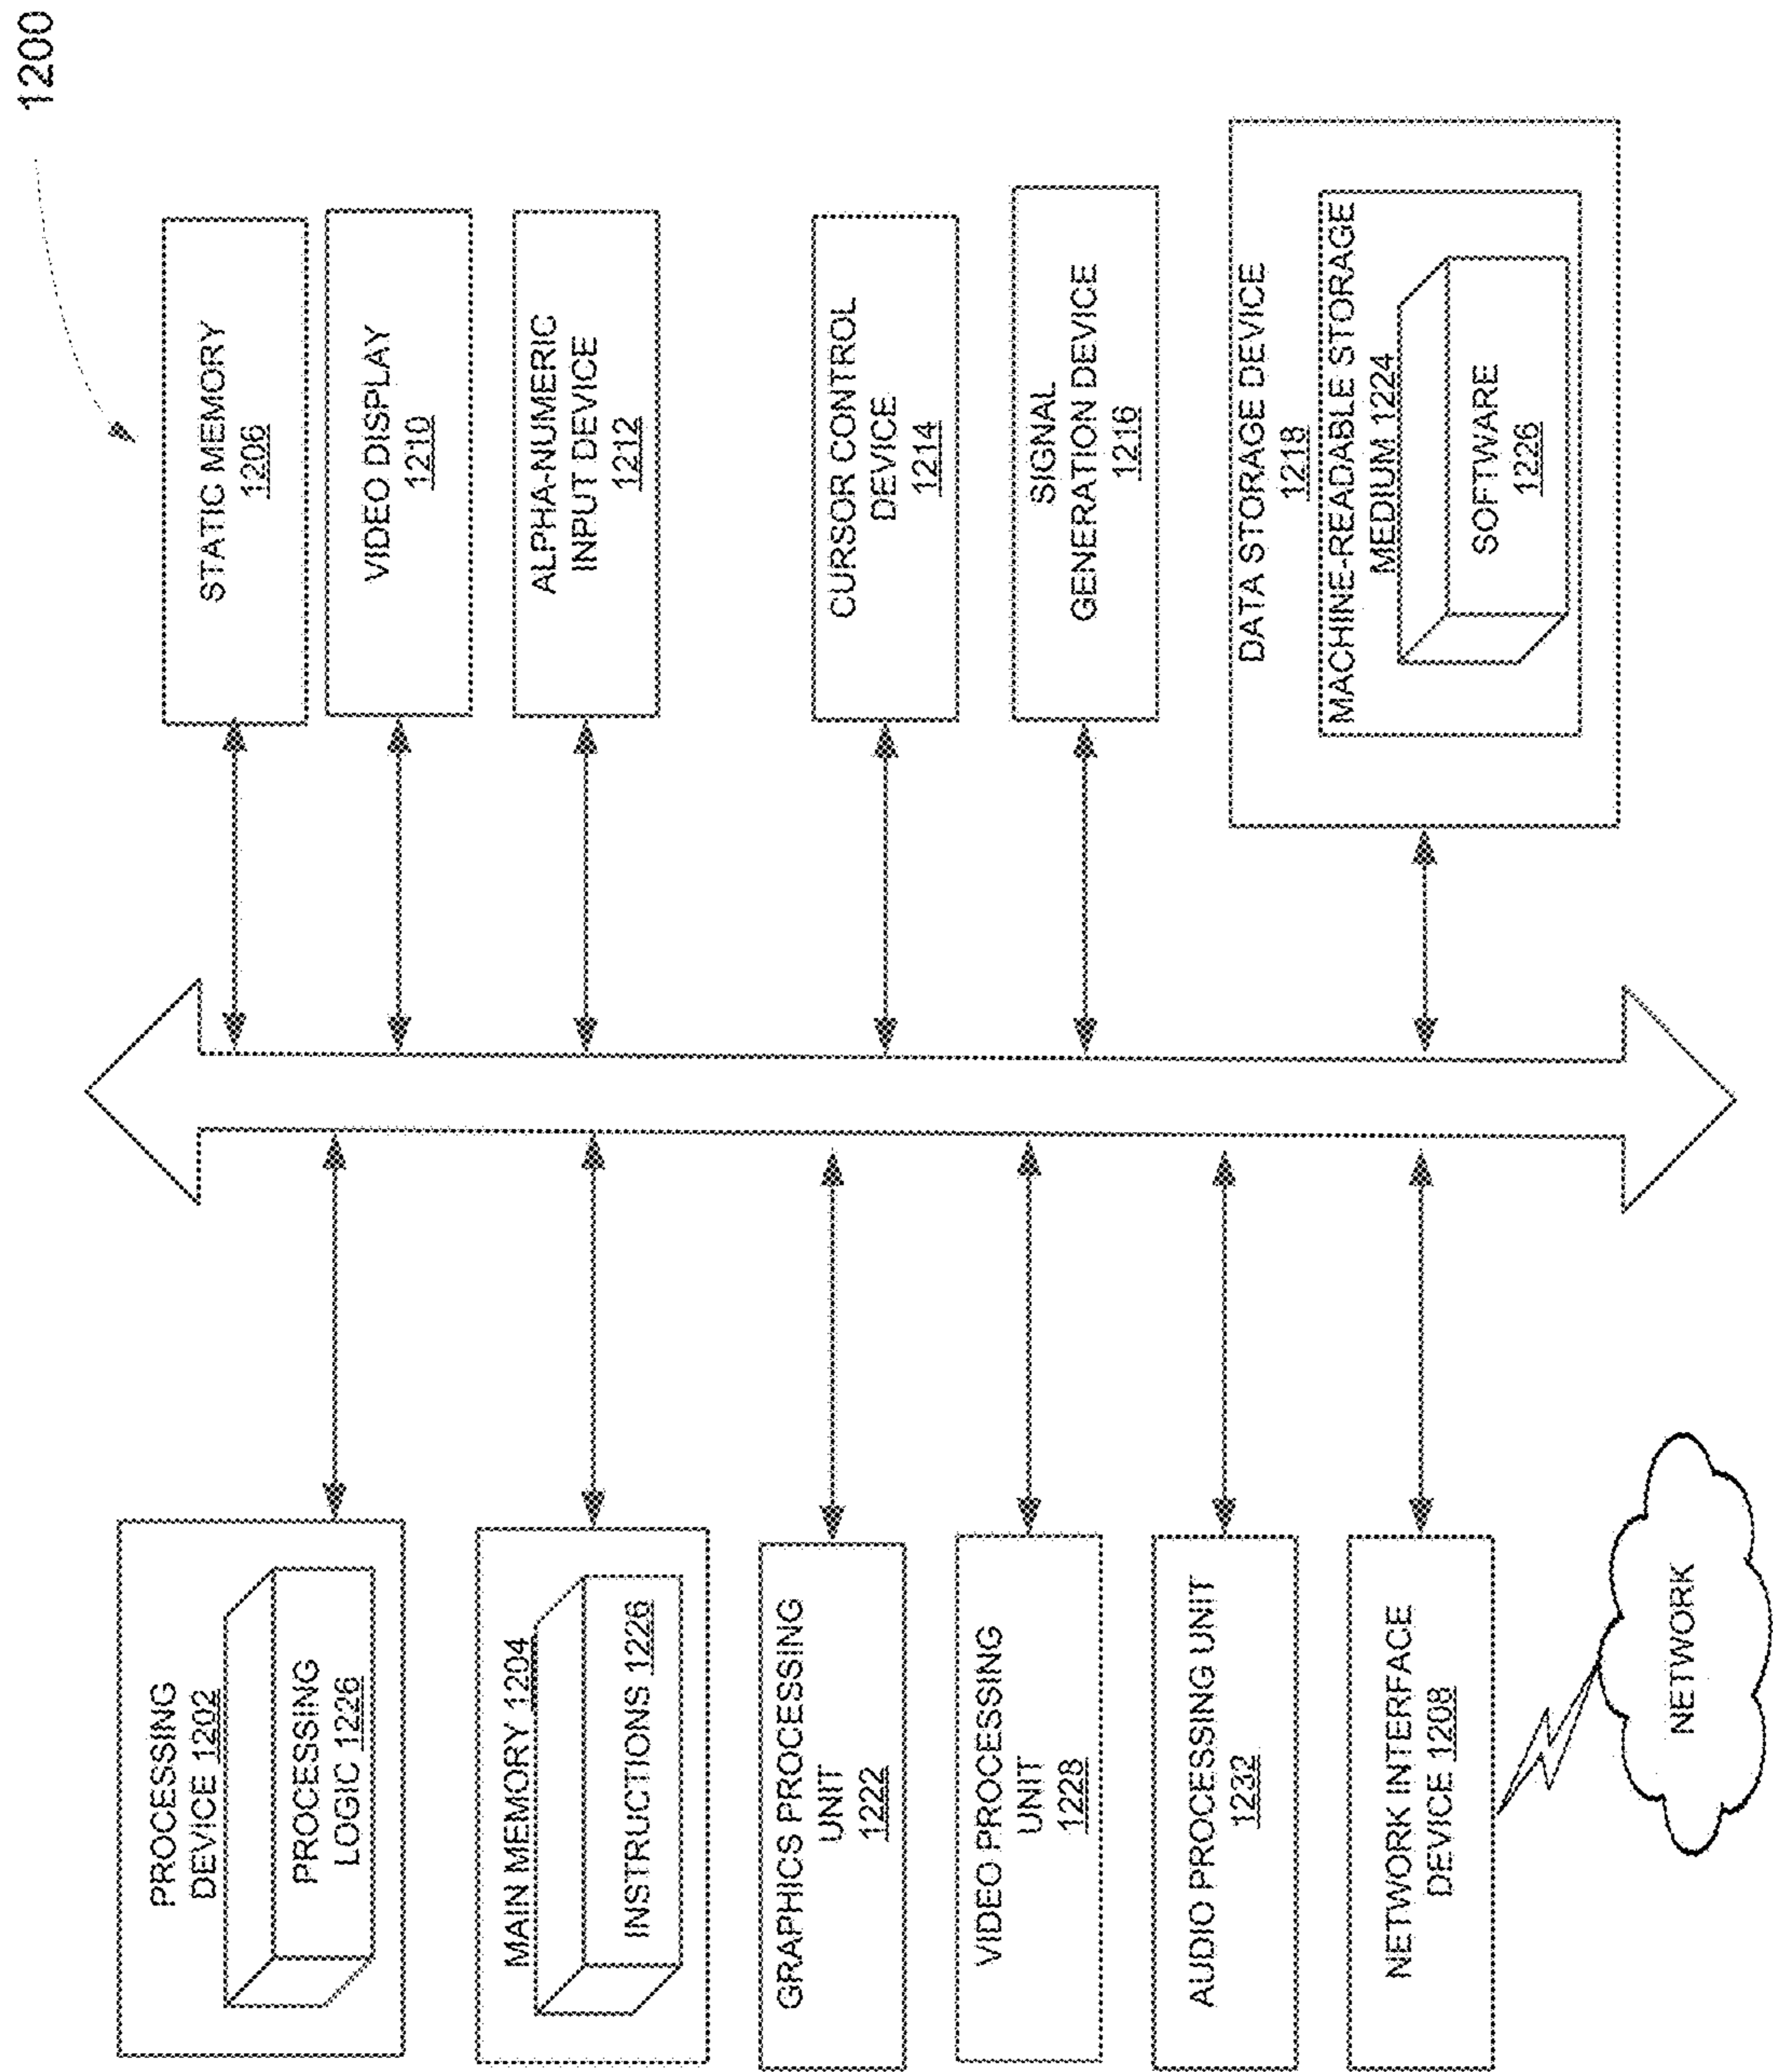 1200
PROCESSING
DEVICE 1202
PROCESSING
LOGIC 1226
MAIN MEMORY 1204
INSTRUCTIONS 1226
GRAPHICS PROCESSING
UNIT
1222
VIDEO PROCESSING
UNIT
1228
AUDIO PROCESSING UNIT
1232
NETWORK INTERFACE
DEVICE 1208
NETWORK
STATIC MEMORY
1206
VIDEO DISPLAY
1210
ALPHA-NUMERIC
INPUT DEVICE
1212
CURSOR CONTROL
DEVICE
1214
SIGNAL
GENERATION DEVICE
1216
DATA STORAGE DEVICE
1218
MACHINE-READABLE STORAGE
MEDIUM 1224
SOFTWARE
1226